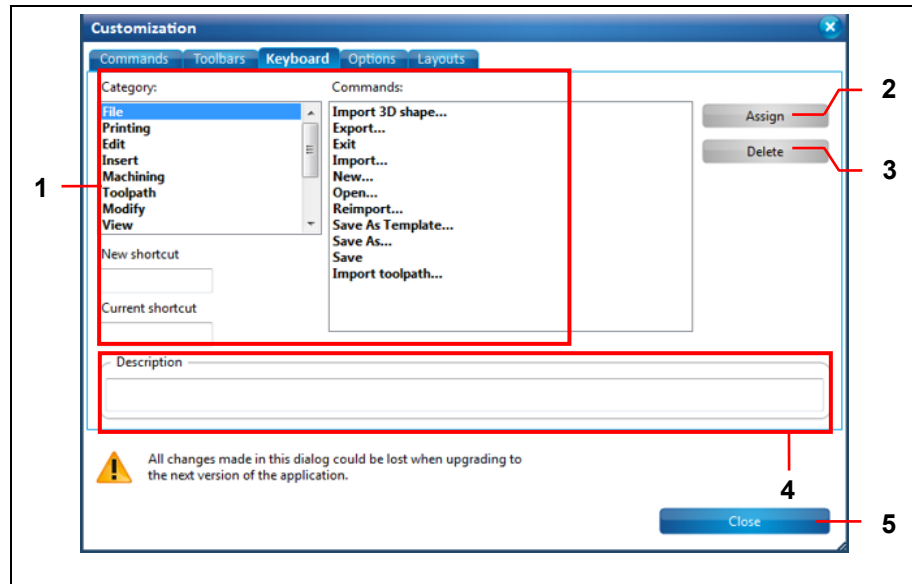 Customization
Commands Toolbars Keyboard Options Layouts
Category:
File
Printing
Edit
Insert
Machining
Toolpath
Modify
View
New shortcut
Current shortcut
Commands:
Import 3D shape...
Export...
Exit
Import...
New...
Open...
Reimport...
Save As Template...
Save As...
Save
Import toolpath...
Assign
Delete
Description
All changes made in this dialog could be lost when upgrading to
the next version of the application.
Close
1
2
3
4
5